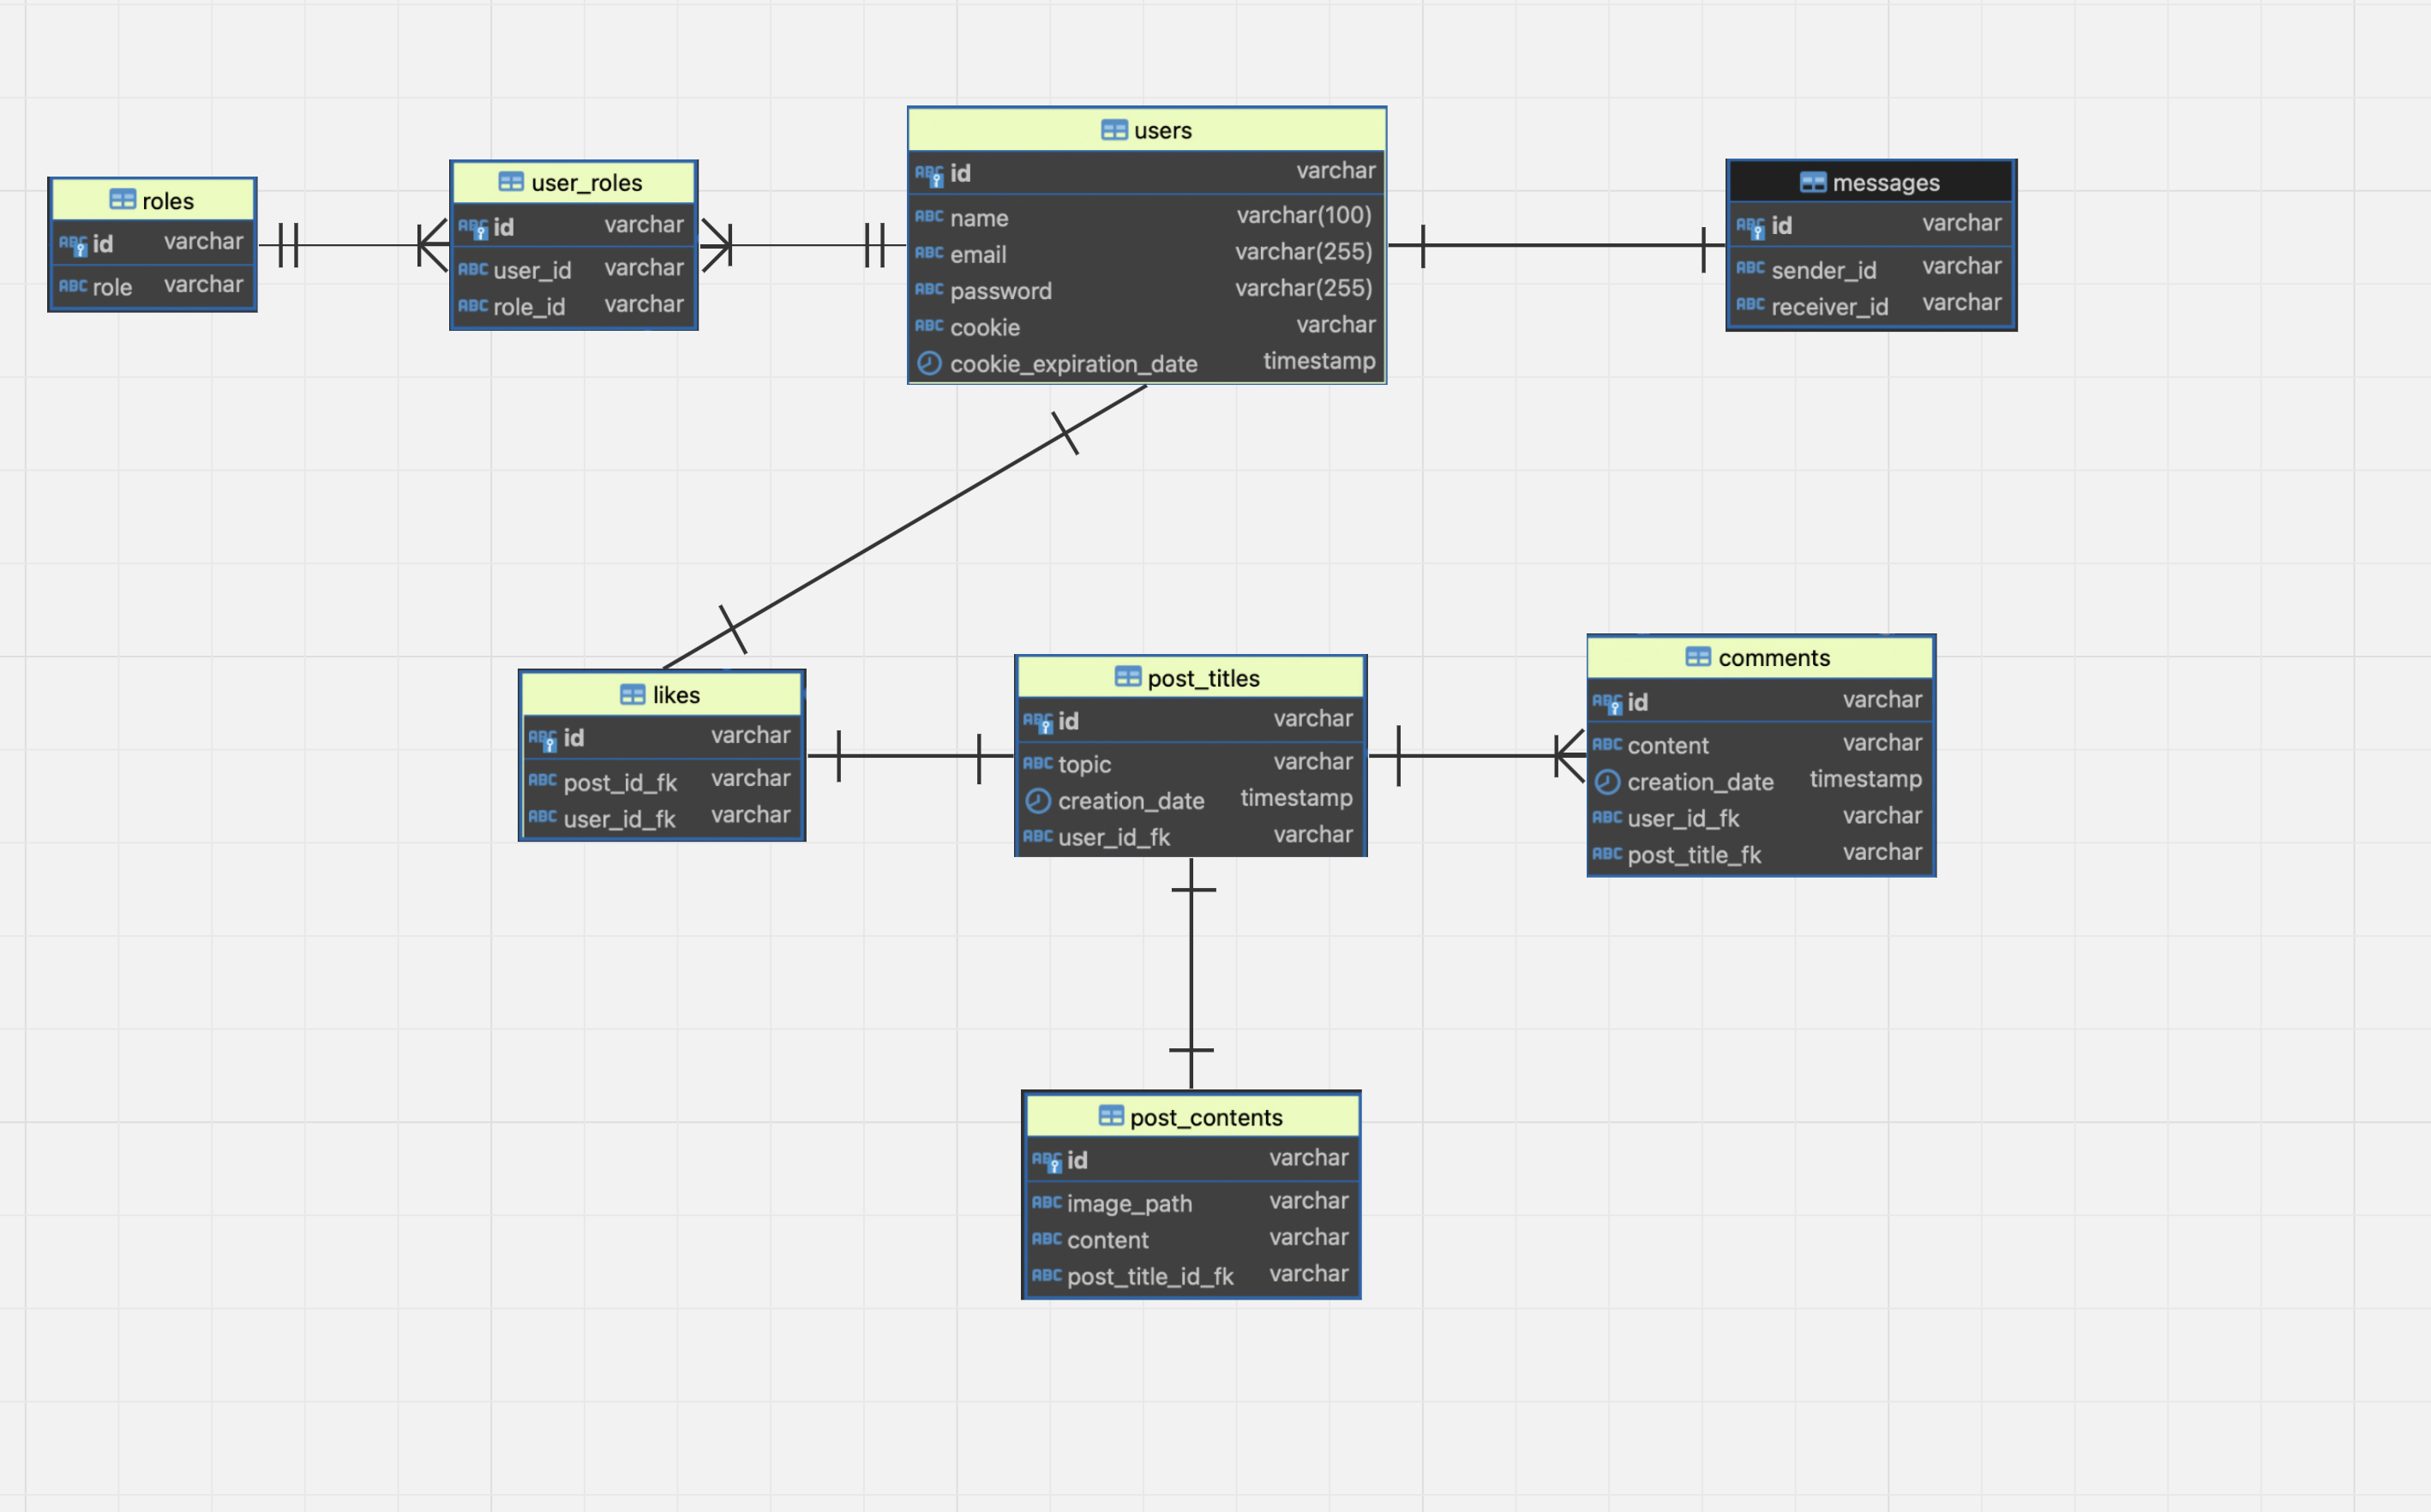 roles
id varchar
role varchar
user_roles
id varchar
user_id varchar
role_id varchar
users
id varchar
name varchar(100)
email varchar(255)
password varchar(255)
cookie varchar
cookie_expiration_date timestamp
messages
id varchar
sender_id varchar
receiver_id varchar
likes
id varchar
post_id_fk varchar
user_id_fk varchar
post_titles
id varchar
topic varchar
creation_date timestamp
user_id_fk varchar
comments
id varchar
content varchar
creation_date timestamp
user_id_fk varchar
post_title_fk varchar
post_contents
id varchar
image_path varchar
content varchar
post_title_id_fk varchar